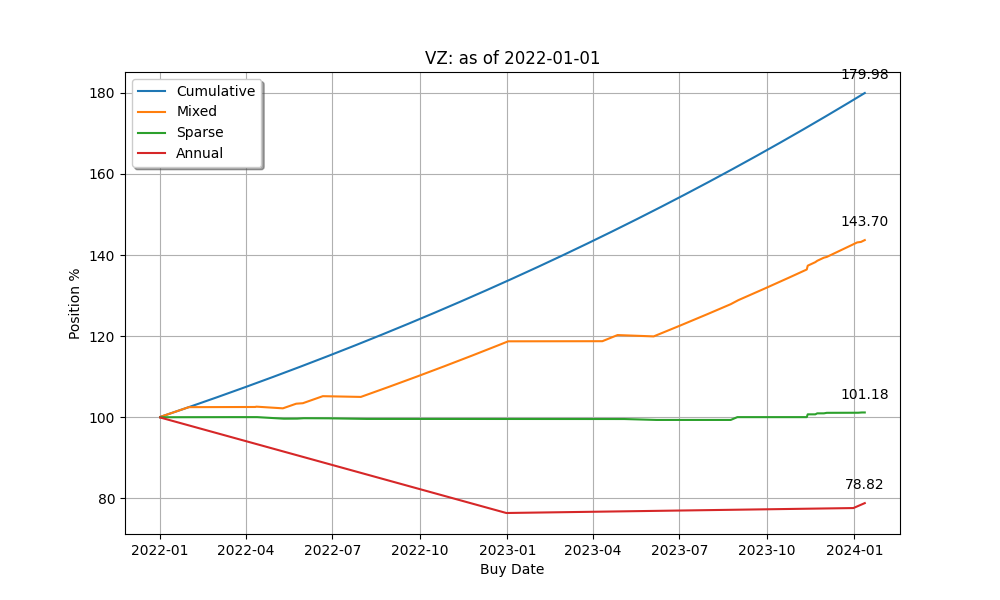 VZ: as of 2022-01-01
179.98
180
Cumulative
Mixed
Sparse
Annual
160
143.70
140
Position %
120
101.18
100
78.82
80
2022-01 2022-04 2022-07 2022-10 2023-01 2023-04 2023-07 2023-10 2024-01
Buy Date